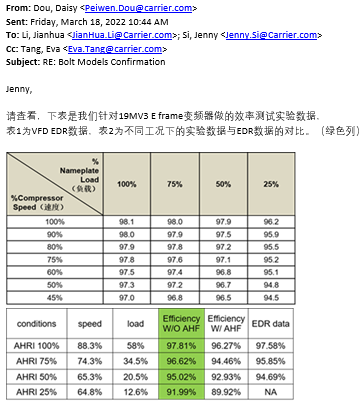 From: Dou, Daisy <Peiwen.Dou@carrier.com>
Sent: Friday, March 18, 2022 10:44 AM
To: Li, Jianhua <JianHua.Li@Carrier.com>; Si, Jenny <Jenny.Si@Carrier.com>
Cc: Tang, Eva <Eva.Tang@carrier.com>
Subject: RE: Bolt Models Confirmation
Jenny,
请查看，下表是我们针对19MV3 E frame变频器做的效率测试实验数据，
表1为VFD EDR数据，表2为不同工况下的实验数据与EDR数据的对比。（绿色列）
% Nameplate Load（负载） 100% 75% 50% 25%
%Compressor Speed（速度）
100% 98.1 98.0 97.9 96.2
90% 98.0 97.9 97.5 95.9
80% 97.9 97.8 97.2 95.5
75% 97.8 97.6 97.1 95.2
60% 97.5 97.4 96.8 95.1
50% 97.3 97.2 96.7 94.8
45% 97.0 96.8 96.5 94.5
conditions speed load Efficiency W/O AHF Efficiency W/ AHF EDR data
AHRI 100% 88.3% 58% 97.81% 96.27% 97.58%
AHRI 75% 74.3% 34.5% 96.62% 94.46% 95.85%
AHRI 50% 65.3% 20.5% 95.02% 92.93% 94.69%
AHRI 25% 64.8% 12.6% 91.99% 89.92% NA